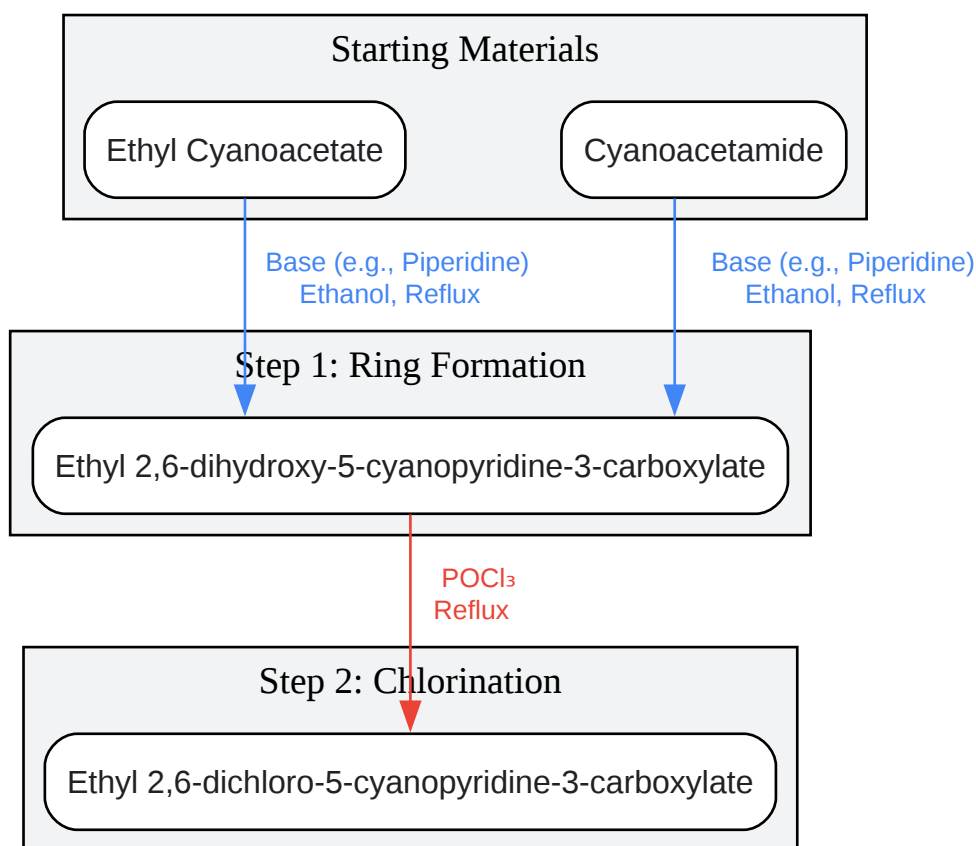 Starting Materials
Ethyl Cyanoacetate
Cyanoacetamide
Base (e.g., Piperidine)
Ethanol, Reflux
Base (e.g., Piperidine)
Ethanol, Reflux
Step 1: Ring Formation
Ethyl 2,6-dihydroxy-5-cyanopyridine-3-carboxylate
POCl₃
Reflux
Step 2: Chlorination
Ethyl 2,6-dichloro-5-cyanopyridine-3-carboxylate